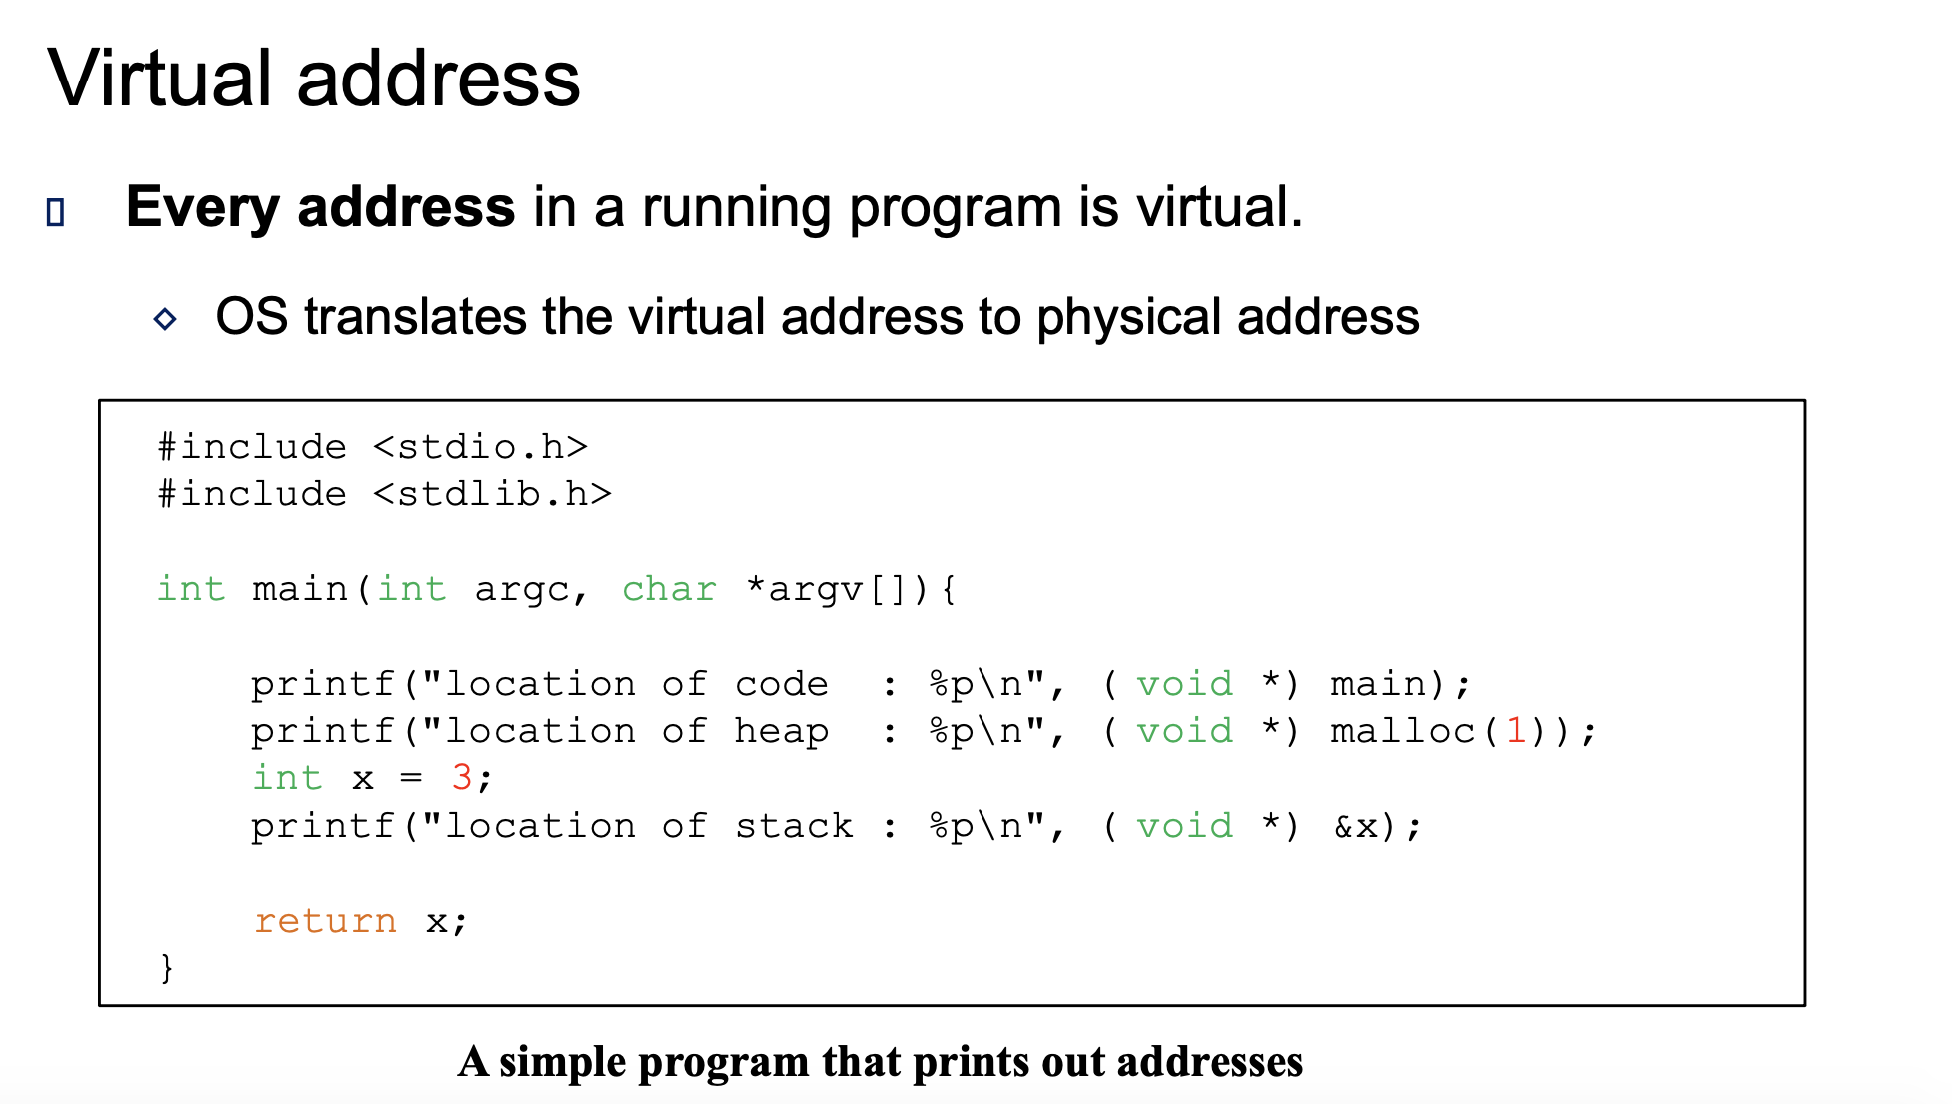 Virtual address
Every address in a running program is virtual.
OS translates the virtual address to physical address
#include <stdio.h>
#include <stdlib.h>
int main(int argc, char *argv[]){
printf("location of code  : %p\n", (void *) main);
printf("location of heap  : %p\n", (void *) malloc(1));
int x = 3;
printf("location of stack : %p\n", (void *) &x);
return x;
}
A simple program that prints out addresses